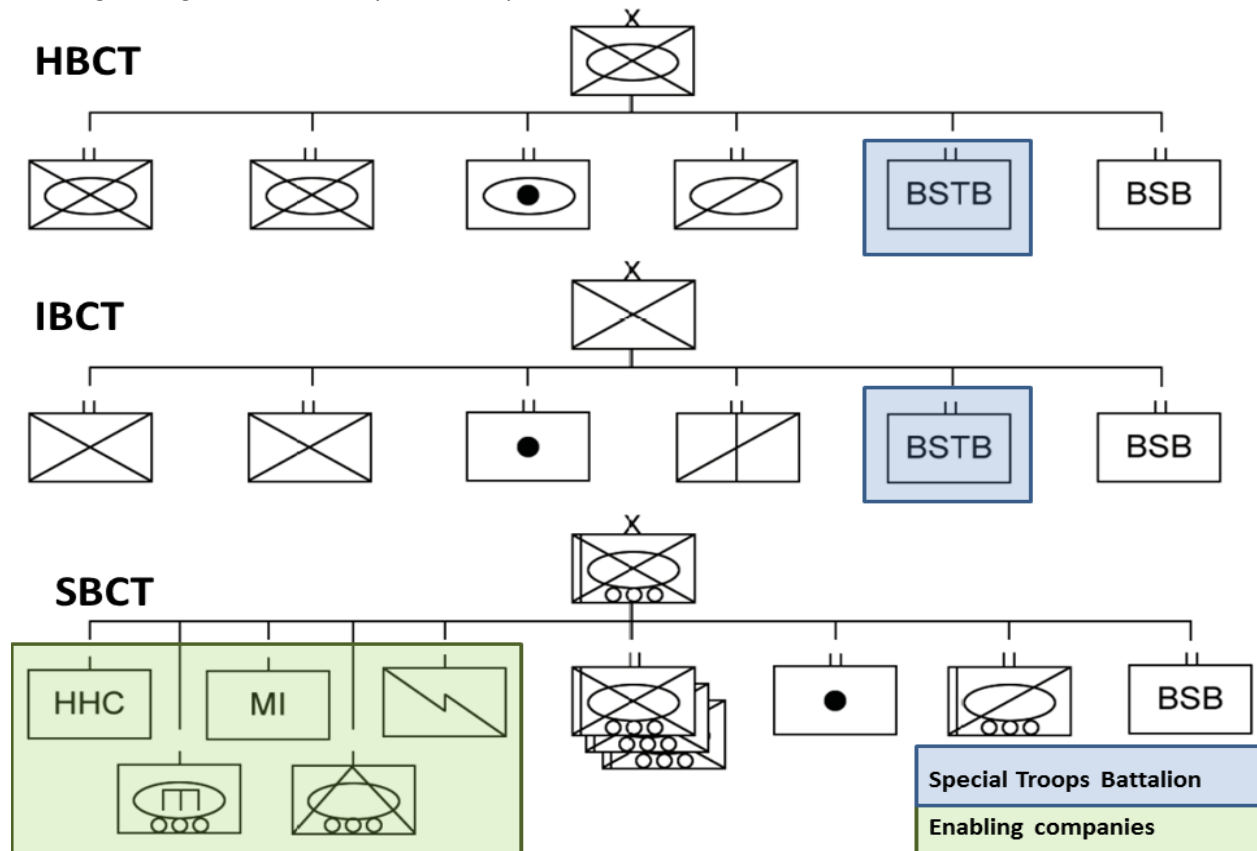 HBCT
X
BSTB
BSB
IBCT
X
BSTB
BSB
SBCT
X
HHC
MI
BSB
Special Troops Battalion
Enabling companies